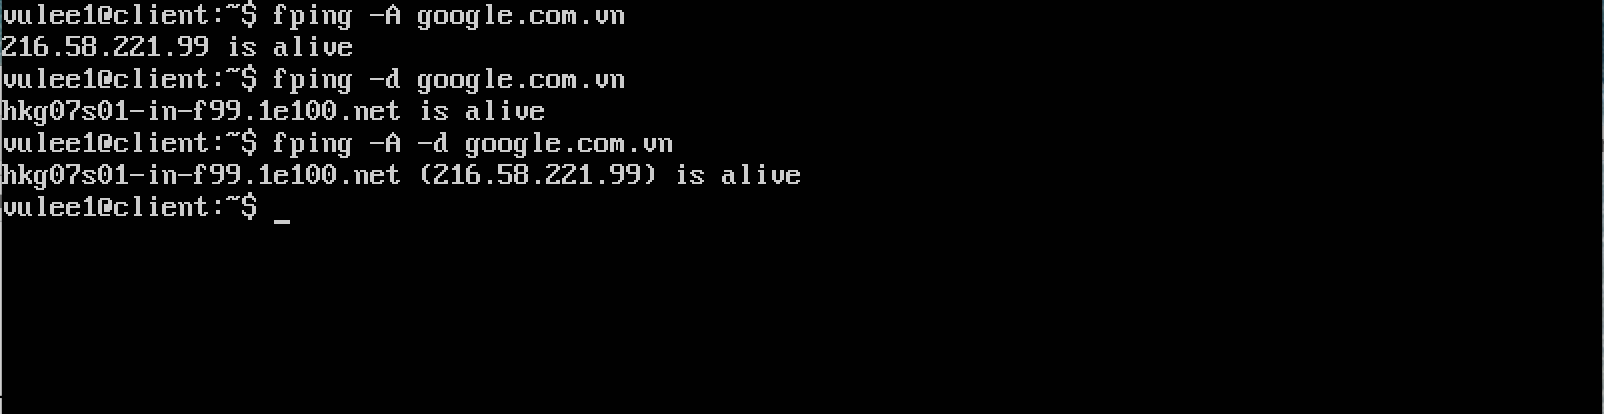 vulee1@client:~$ fping -A google.com.vn
216.58.221.99 is alive
vulee1@client:~$ fping -d google.com.vn
hkg07s01-in-f99.1e100.net is alive
vulee1@client:~$ fping -A -d google.com.vn
hkg07s01-in-f99.1e100.net (216.58.221.99) is alive
vulee1@client:~$ _